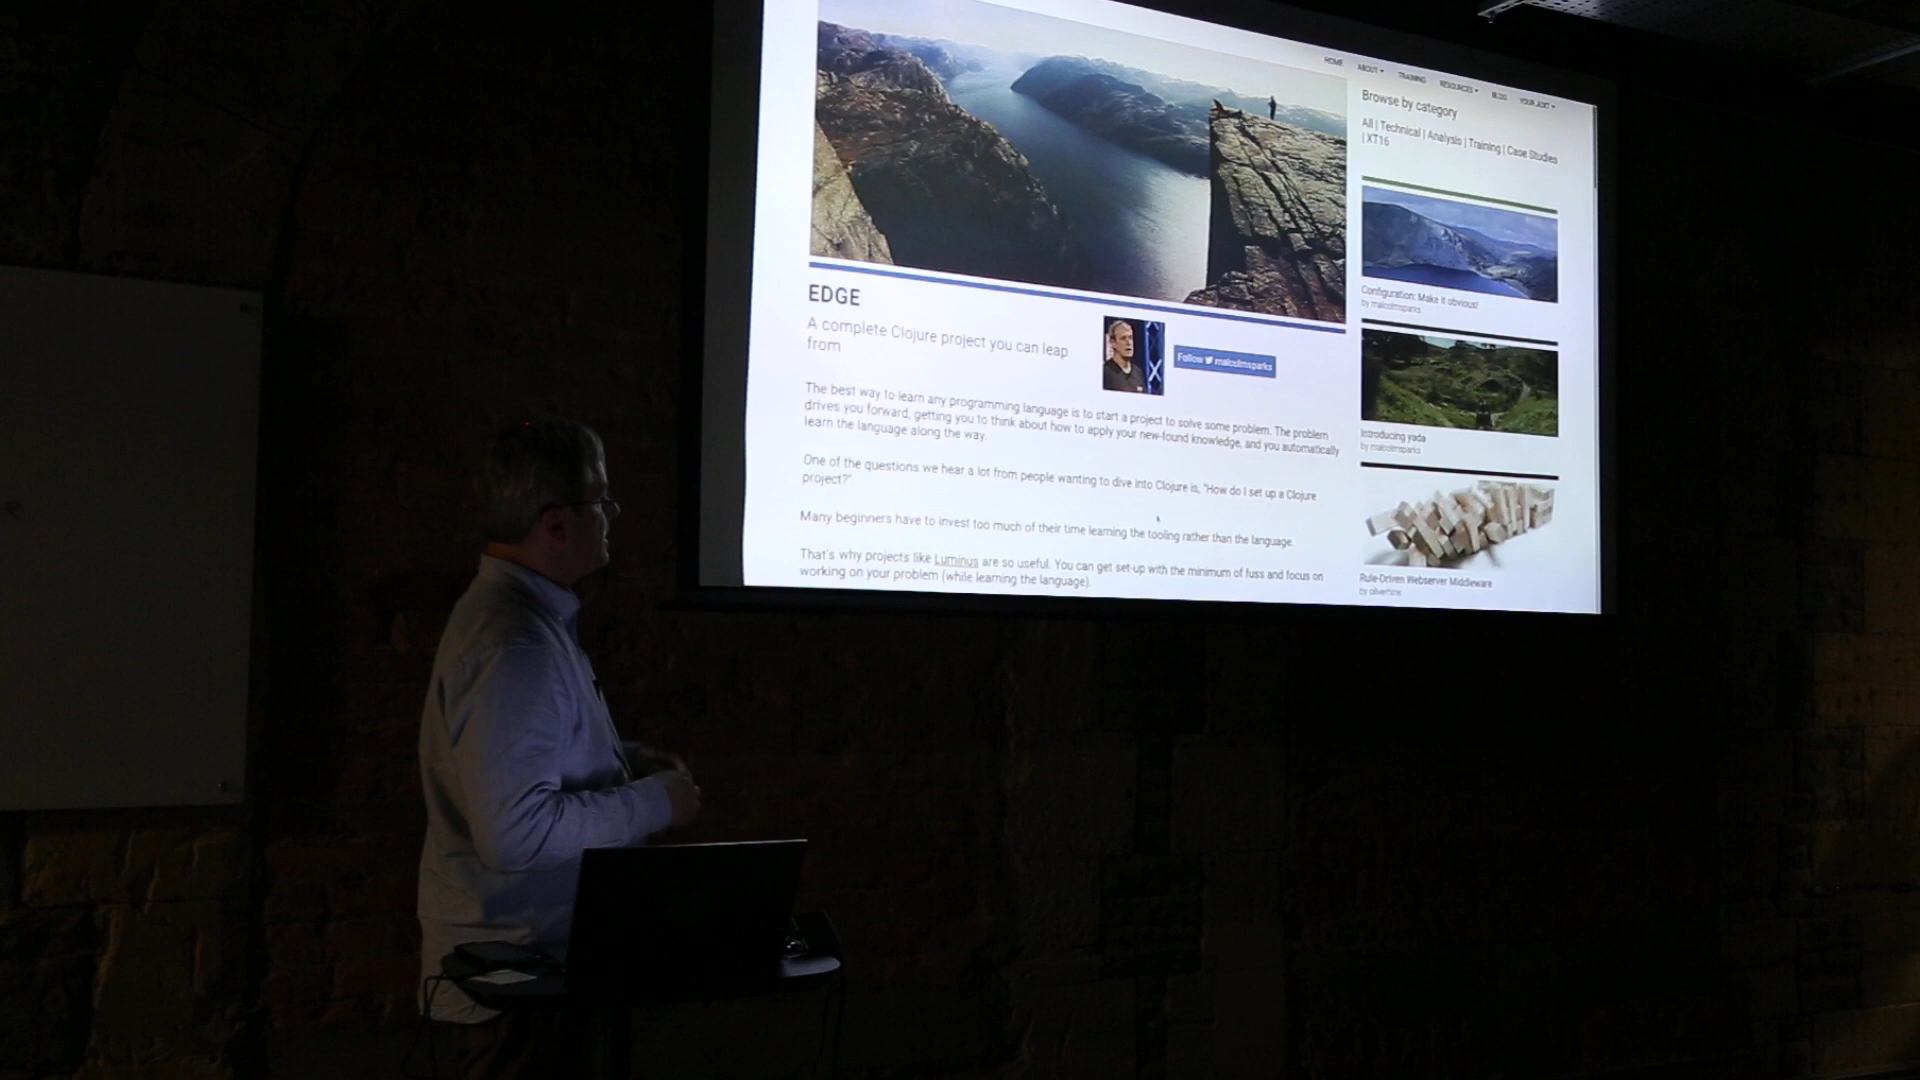 HOME ABOUT TRAINING RESOURCES BLOG YOUR JUXT
EDGE
A complete Clojure project you can leap
from
Follow malcolmsparks
The best way to learn any programming language is to start a project to solve some problem. The problem
drives you forward, getting you to think about how to apply your new-found knowledge, and you automatically
learn the language along the way.
One of the questions we hear a lot from people wanting to dive into Clojure is, "How do I set up a Clojure
project?"
Many beginners have to invest too much of their time learning the tooling rather than the language.
That's why projects like Luminus are so useful. You can get set-up with the minimum of fuss and focus on
working on your problem (while learning the language).
Browse by category
All | Technical | Analysis | Training | Case Studies
| XT16
Configuration: Make it obvious!
by malcolmsparks
Introducing yada
by malcolmsparks
Rule-Driven Webserver Middleware
by